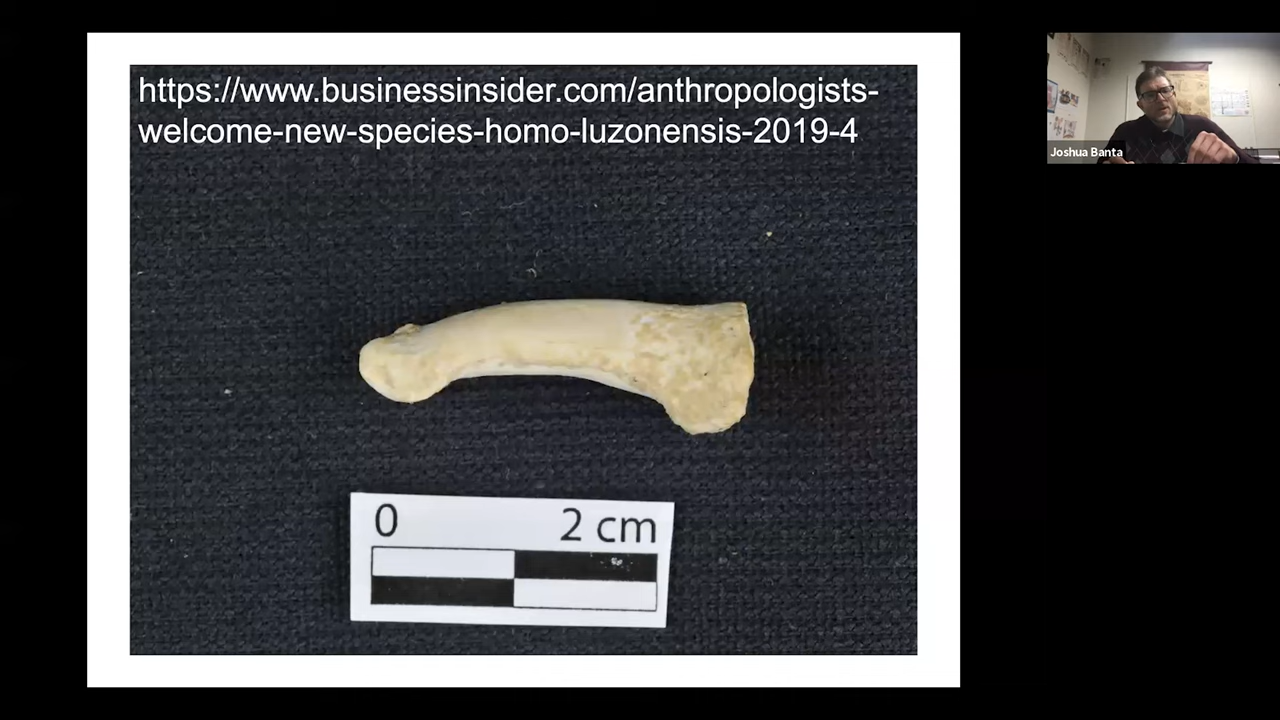 https://www.businessinsider.com/anthropologists-
welcome-new-species-homo-luzonensis-2019-4
0 2 cm
Joshua Banta